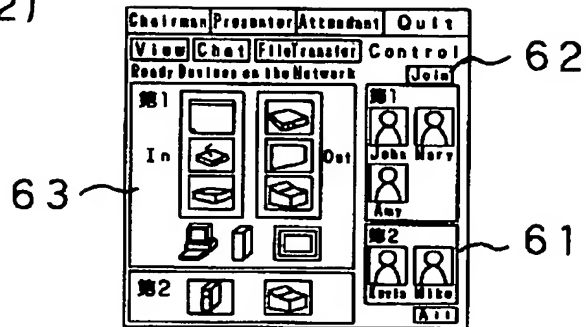 2)
Chairman Presenter Attendant Quit
View Chat FileTransfer Control
Ready Devices on the Network Join
62
第1 第1
In Out John Mary
63
Amy
第2 第2
61
Kevin Mike
All